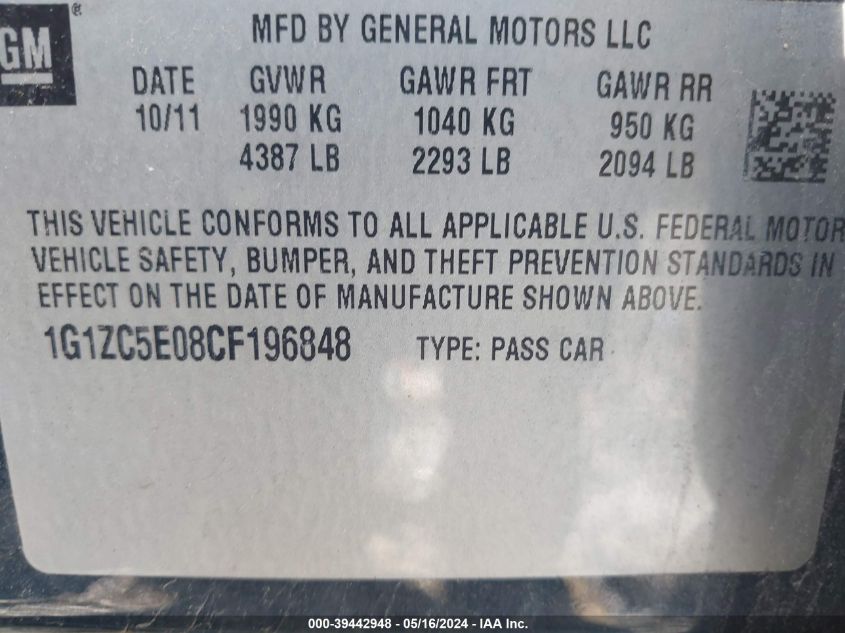 GM ®
MFD BY GENERAL MOTORS LLC
DATE GVWR GAWR FRT GAWR RR
10/11 1990 KG 1040 KG 950 KG
4387 LB 2293 LB 2094 LB
THIS VEHICLE CONFORMS TO ALL APPLICABLE U.S. FEDERAL MOTOR
VEHICLE SAFETY, BUMPER, AND THEFT PREVENTION STANDARDS IN
EFFECT ON THE DATE OF MANUFACTURE SHOWN ABOVE.
1G1ZC5E08CF196848 TYPE: PASS CAR
000-39442948 - 05/16/2024 - IAA Inc.